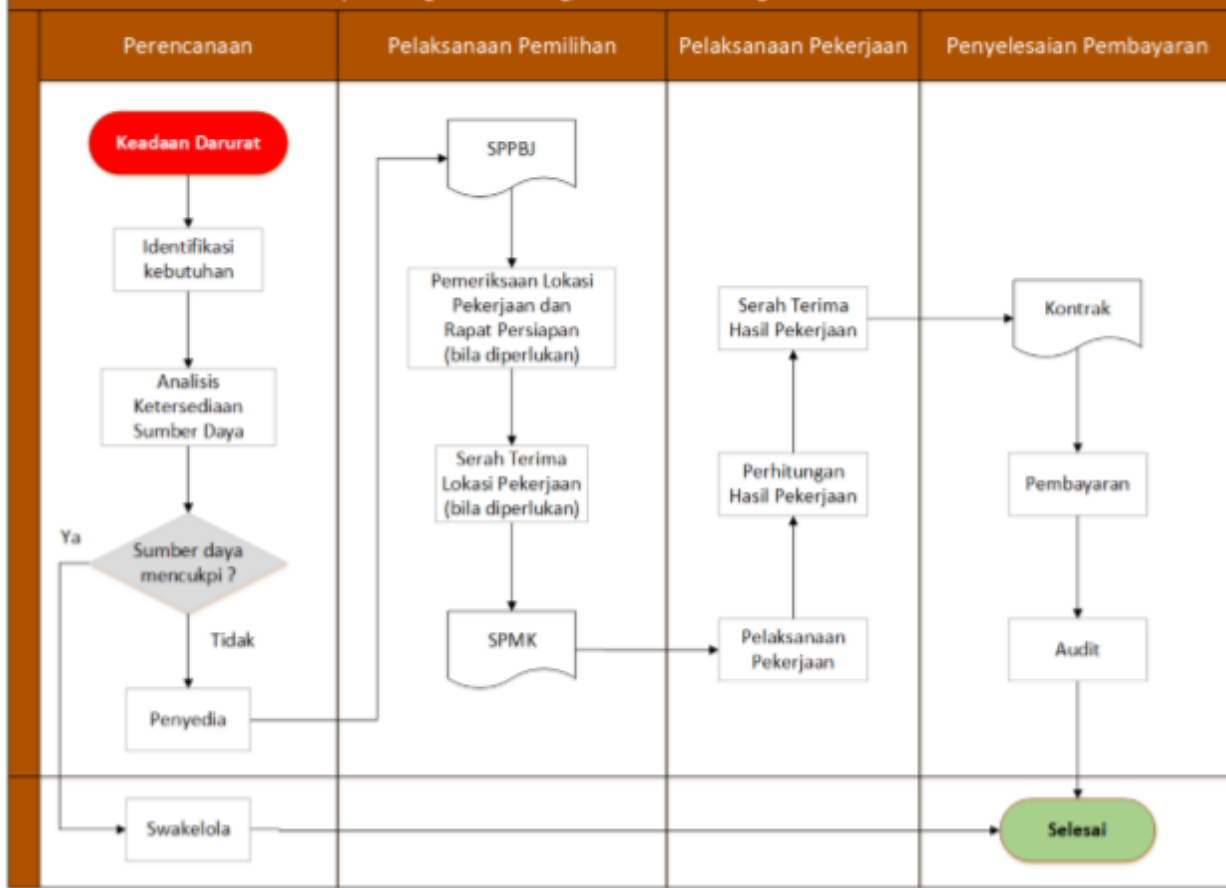 Perencanaan
Pelaksanaan Pemilihan
Pelaksanaan Pekerjaan
Penyelesaian Pembayaran
Keadaan Darurat
Identifikasi
kebutuhan
Analisis
Ketersediaan
Sumber Daya
Ya
Sumber daya
mencukpi ?
Tidak
Penyedia
Swakelola
SPPBJ
Pemeriksaan Lokasi
Pekerjaan dan
Rapat Persiapan
(bila diperlukan)
Serah Terima
Lokasi Pekerjaan
(bila diperlukan)
SPMK
Serah Terima
Hasil Pekerjaan
Perhitungan
Hasil Pekerjaan
Pelaksanaan
Pekerjaan
Kontrak
Pembayaran
Audit
Selesai